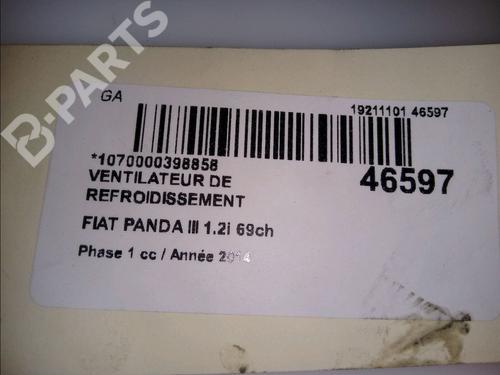 B-PARTS
GA
19211101 46597
*1070000398858
46597
VENTILATEUR DE
REFROIDISSEMENT
FIAT PANDA III 1.2i 69ch
Phase 1 cc / Année 2014